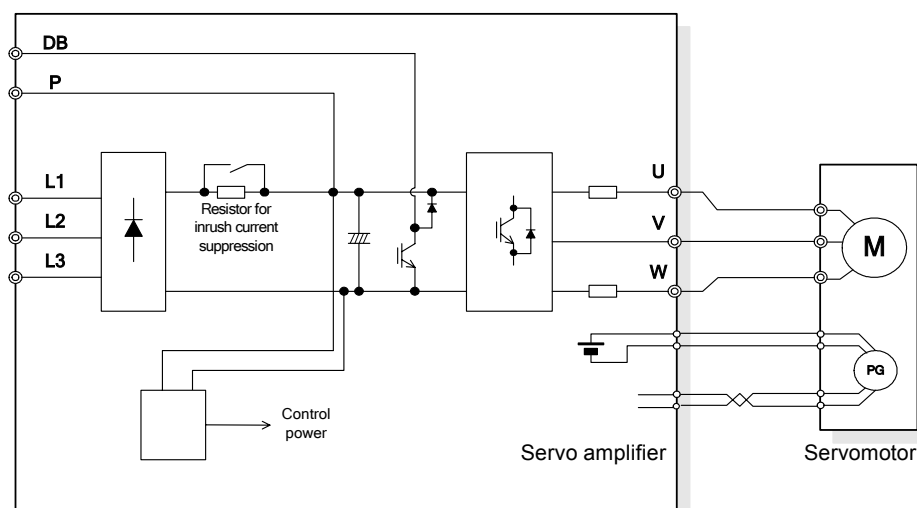 DB
P
L1
L2
L3
Resistor for
inrush current
suppression
U
V
W
M
PG
Control
power
Servo amplifier
Servomotor